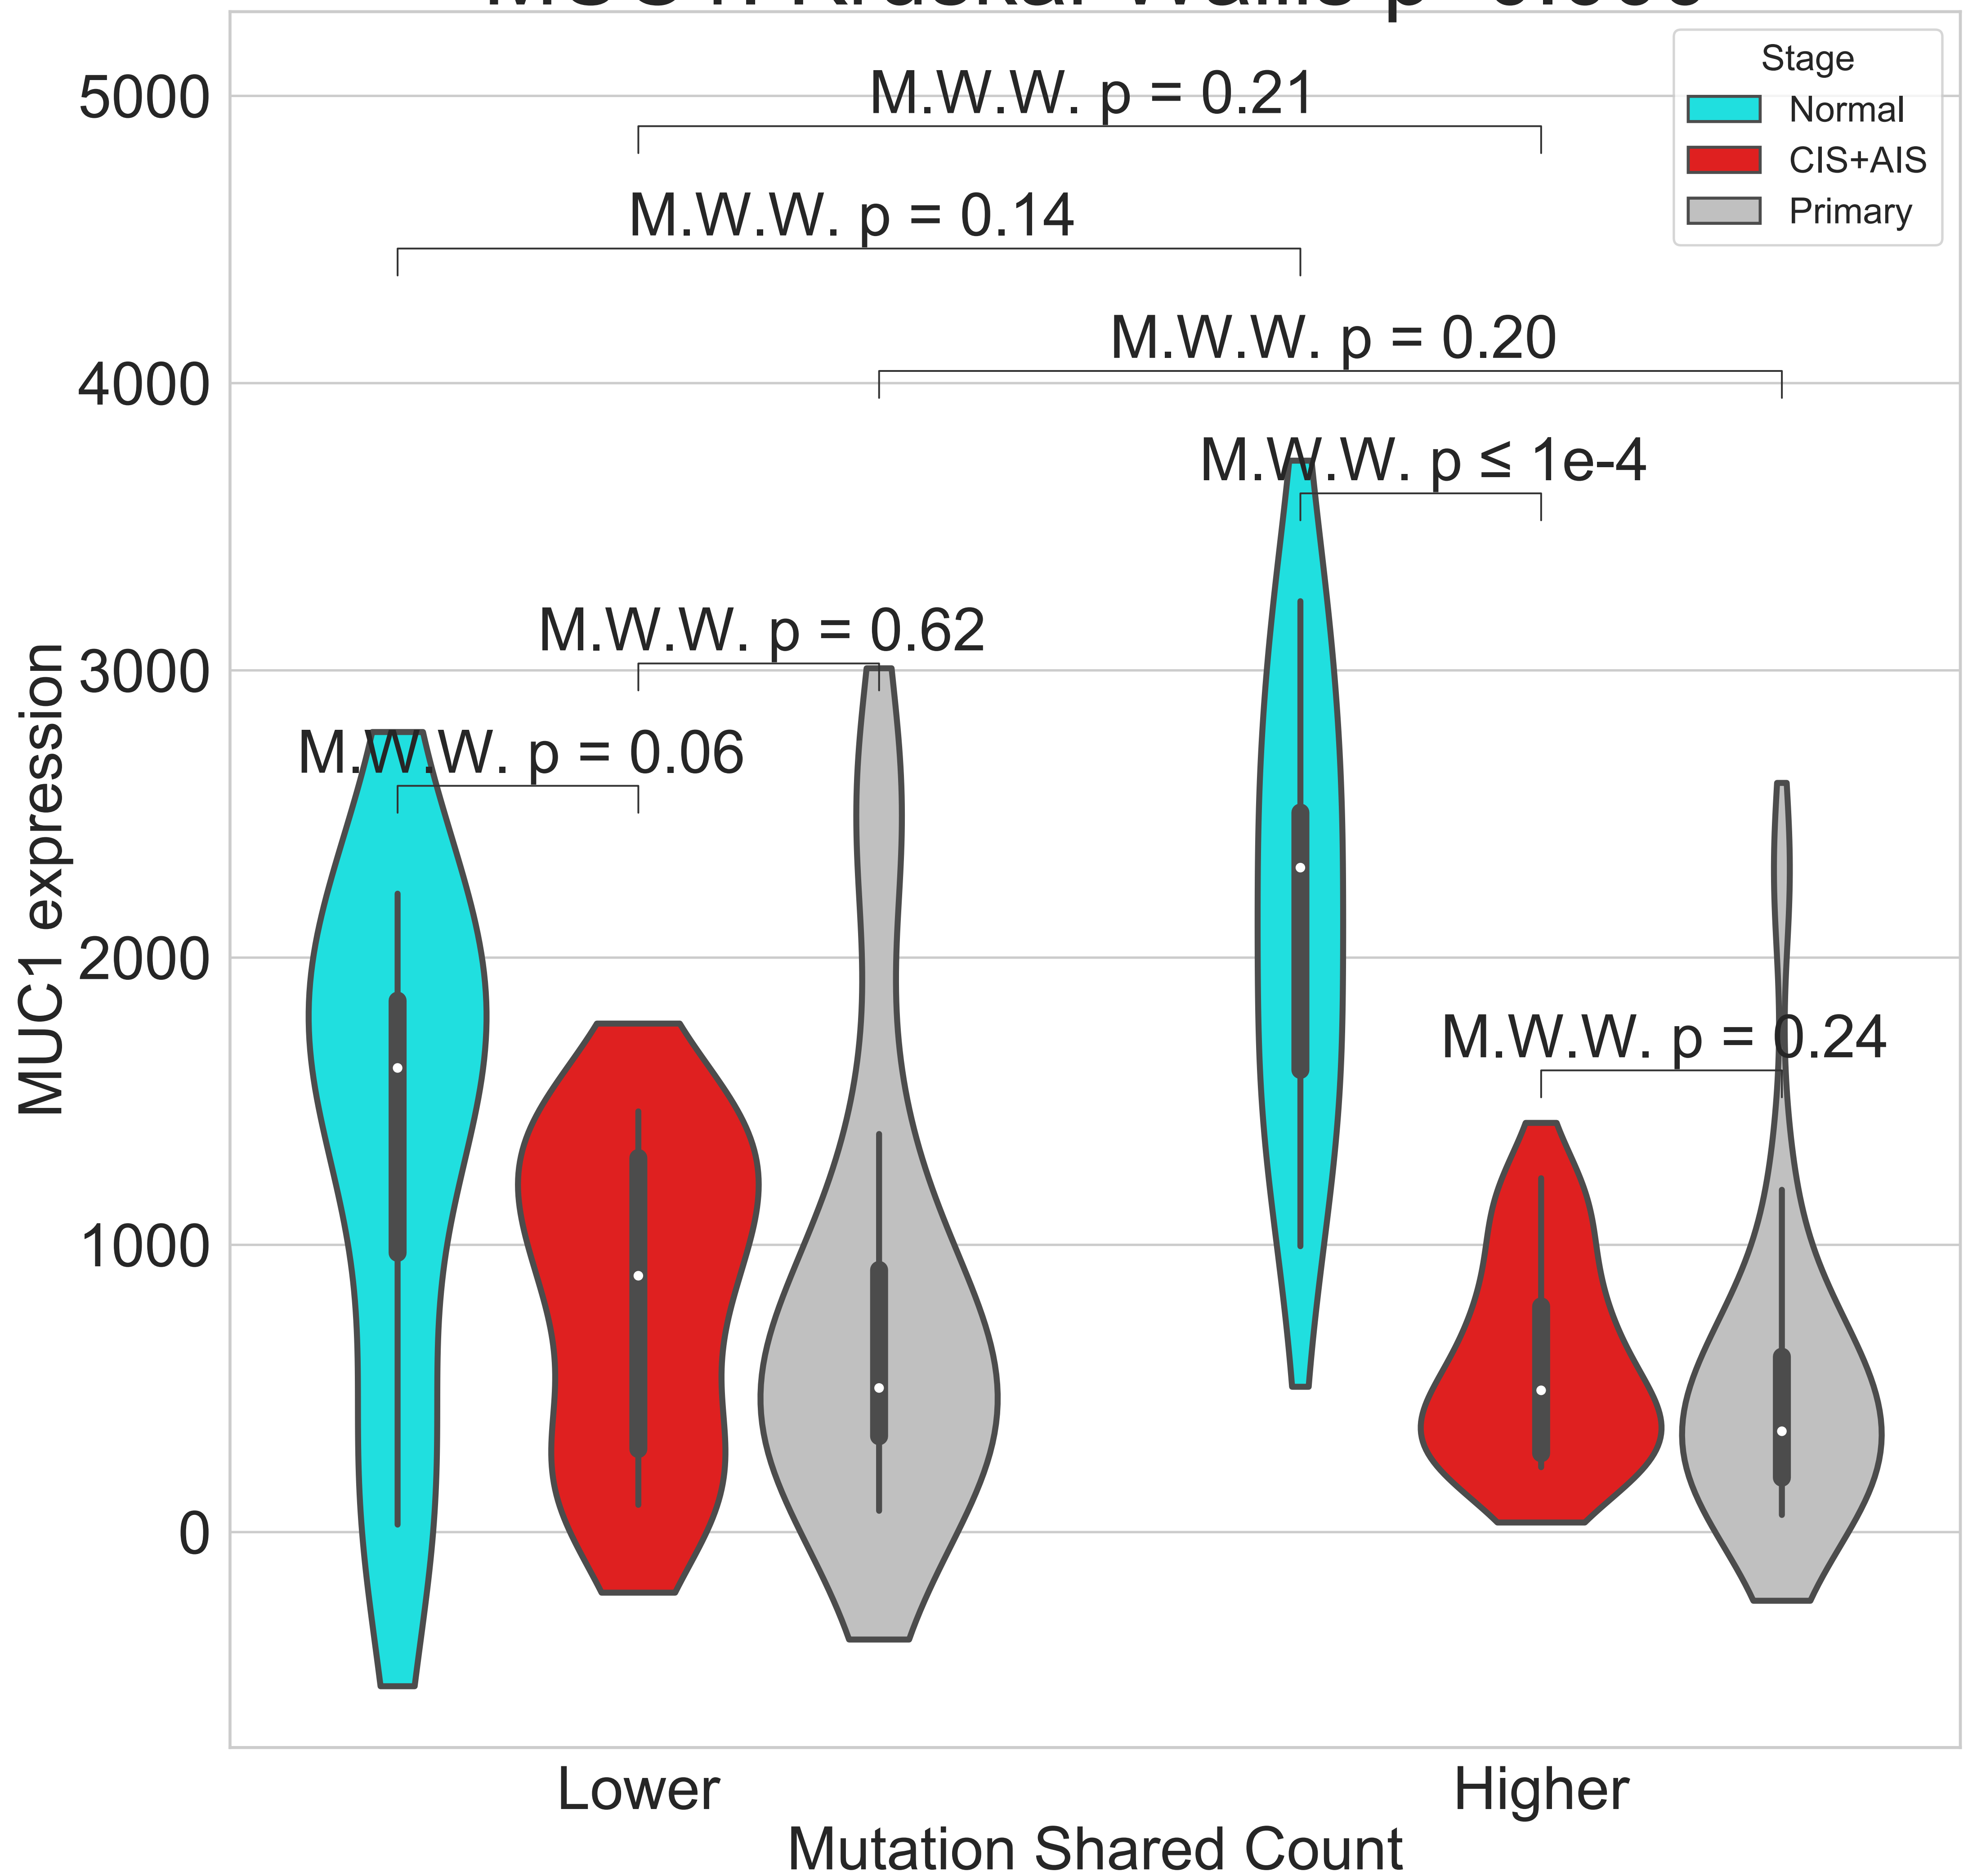 Stage
Normal
CIS+AIS
Primary
5000
4000
3000
2000
1000
0
MUC1 expression
M.W.W. p = 0.21
M.W.W. p = 0.14
M.W.W. p = 0.20
M.W.W. p ≤ 1e-4
M.W.W. p = 0.62
M.W.W. p = 0.06
M.W.W. p = 0.24
Lower
Higher
Mutation Shared Count